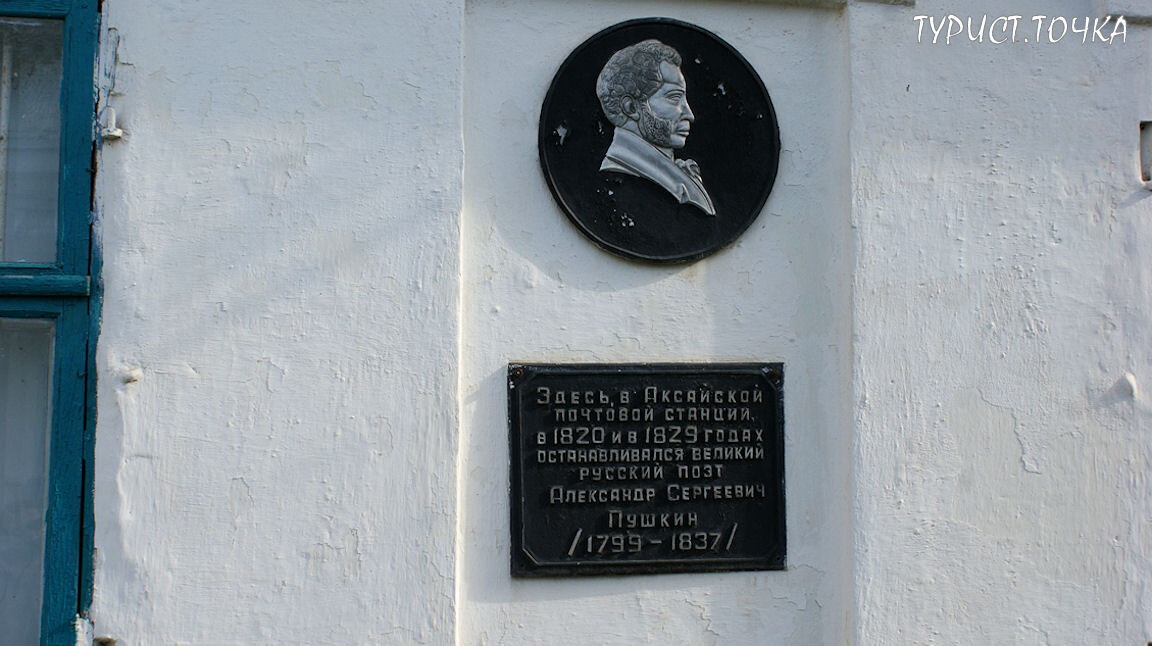 ТУРИСТ.ТОЧКА
Здесь, в Аксайской
почтовой станции,
в 1820 и в 1829 годах
останавливался великий
русский поэт
Александр Сергеевич
Пушкин
/1799 – 1837/